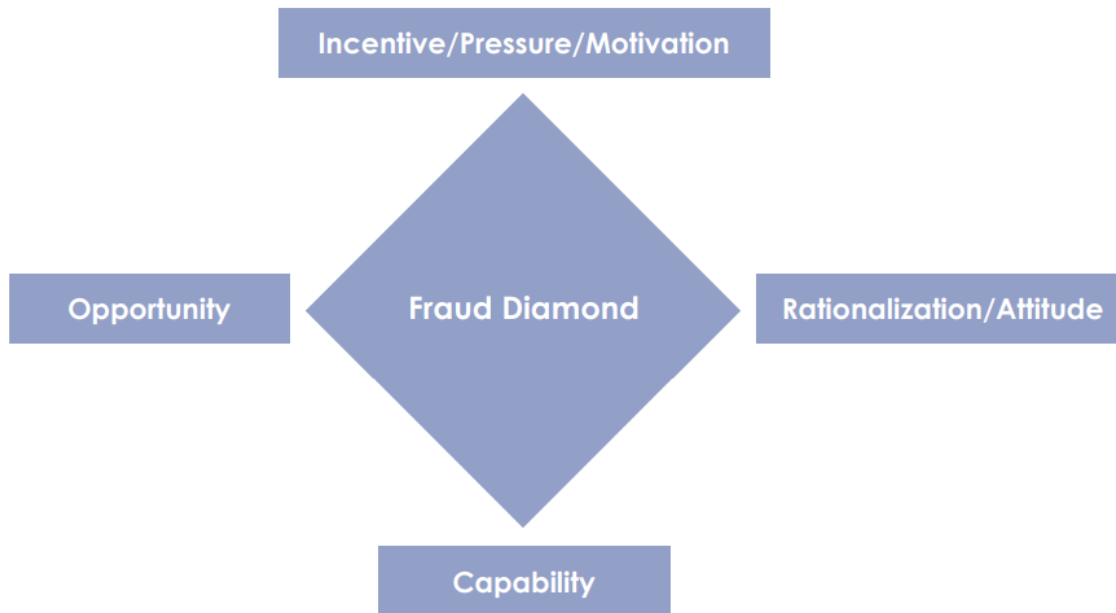 Incentive/Pressure/Motivation
Opportunity
Fraud Diamond
Rationalization/Attitude
Capability